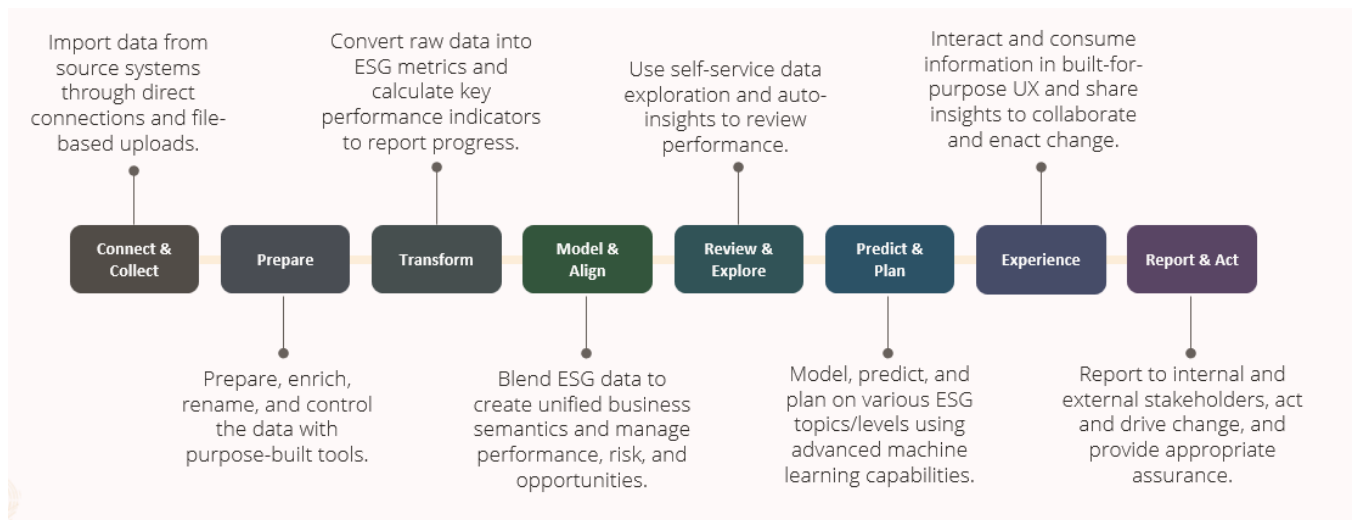 Import data from
source systems
through direct
connections and file-
based uploads.
Convert raw data into
ESG metrics and
calculate key
performance indicators
to report progress.
Use self-service data
exploration and auto-
insights to review
performance.
Interact and consume
information in built-for-
purpose UX and share
insights to collaborate
and enact change.
Connect &
Collect
Prepare
Transform
Model &
Align
Review &
Explore
Predict &
Plan
Experience
Report & Act
Prepare, enrich,
rename, and control
the data with
purpose-built tools.
Blend ESG data to
create unified business
semantics and manage
performance, risk, and
opportunities.
Model, predict, and
plan on various ESG
topics/levels using
advanced machine
learning capabilities.
Report to internal and
external stakeholders, act
and drive change, and
provide appropriate
assurance.